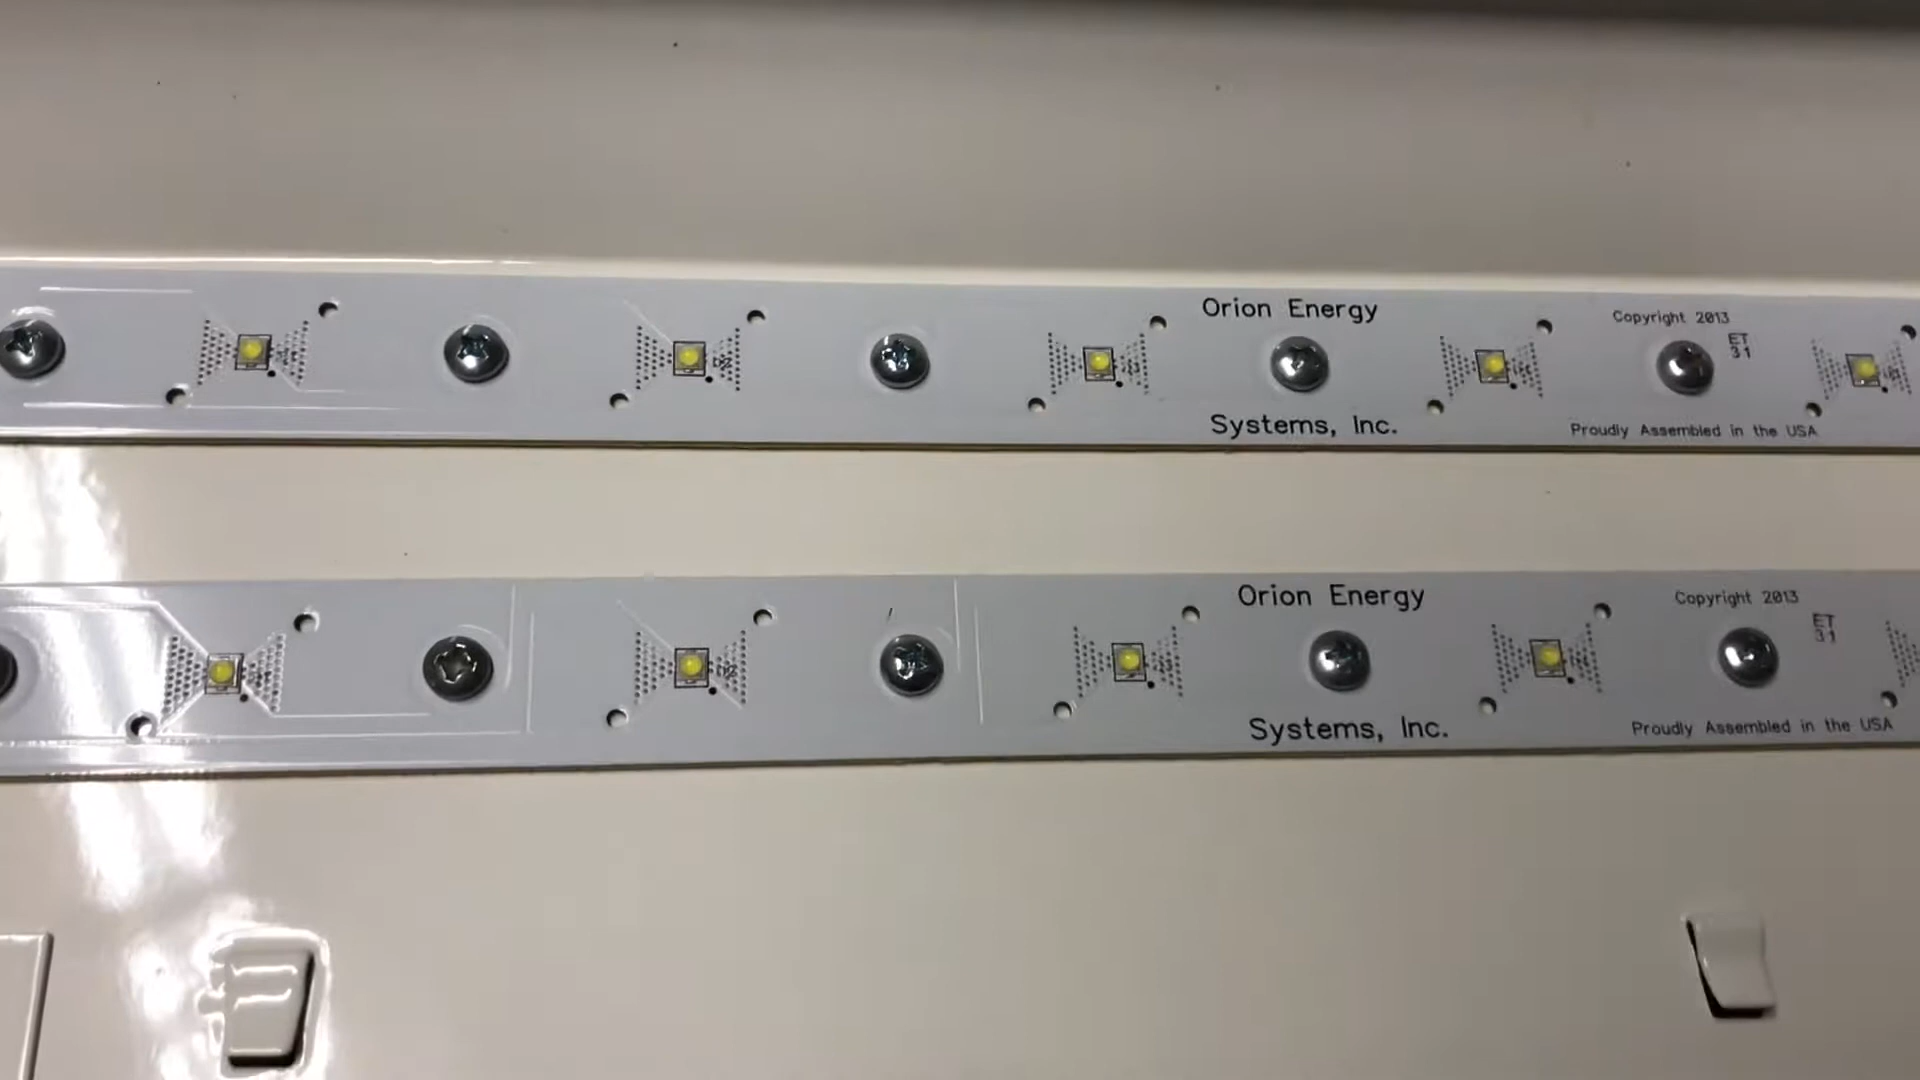 Orion Energy
Systems, Inc.
Copyright 2013
ET
31
Proudly Assembled in the USA
Orion Energy
Systems, Inc.
Copyright 2013
ET
31
Proudly Assembled in the USA